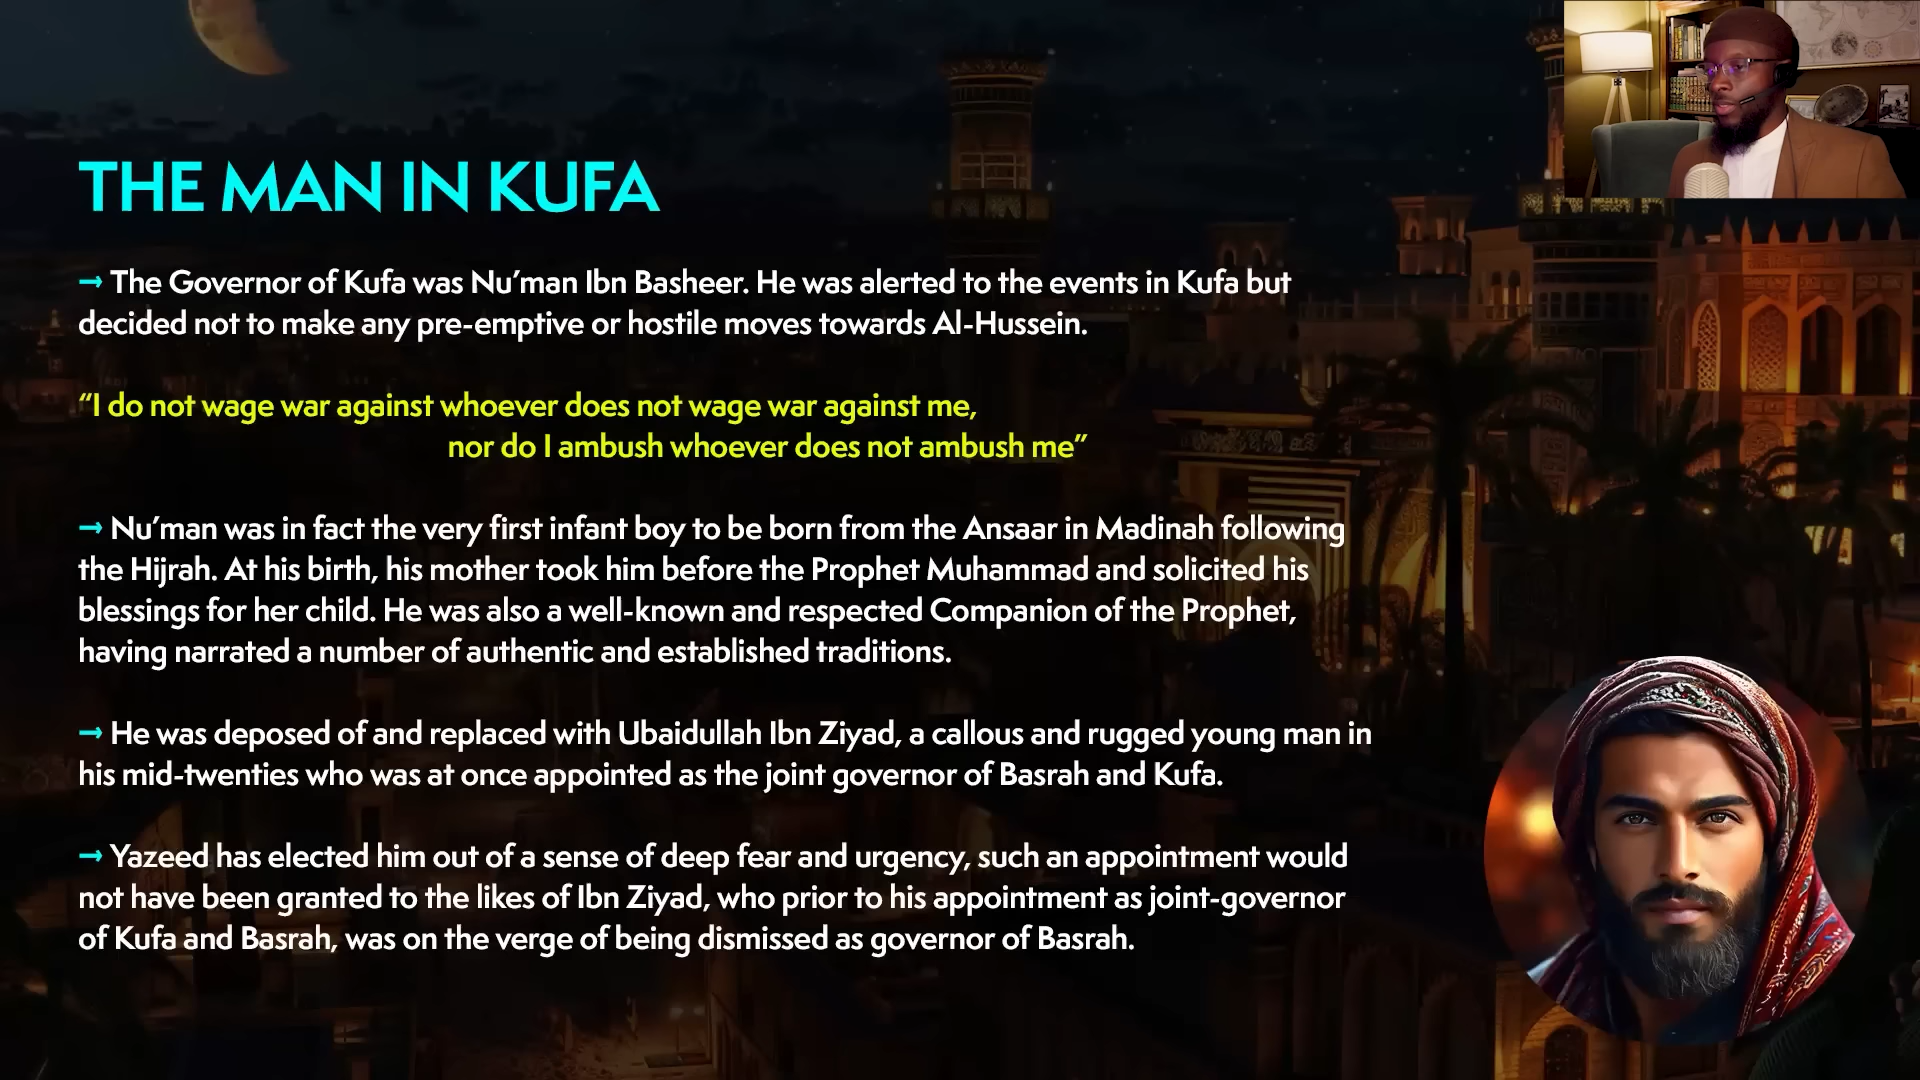 THE MAN IN KUFA
→ The Governor of Kufa was Nu’man Ibn Basheer. He was alerted to the events in Kufa but
decided not to make any pre-emptive or hostile moves towards Al-Hussein.
“I do not wage war against whoever does not wage war against me,
nor do I ambush whoever does not ambush me”
→ Nu’man was in fact the very first infant boy to be born from the Ansaar in Madinah following
the Hijrah. At his birth, his mother took him before the Prophet Muhammad and solicited his
blessings for her child. He was also a well-known and respected Companion of the Prophet,
having narrated a number of authentic and established traditions.
→ He was deposed of and replaced with Ubaidullah Ibn Ziyad, a callous and rugged young man in
his mid-twenties who was at once appointed as the joint governor of Basrah and Kufa.
→ Yazeed has elected him out of a sense of deep fear and urgency, such an appointment would
not have been granted to the likes of Ibn Ziyad, who prior to his appointment as joint-governor
of Kufa and Basrah, was on the verge of being dismissed as governor of Basrah.